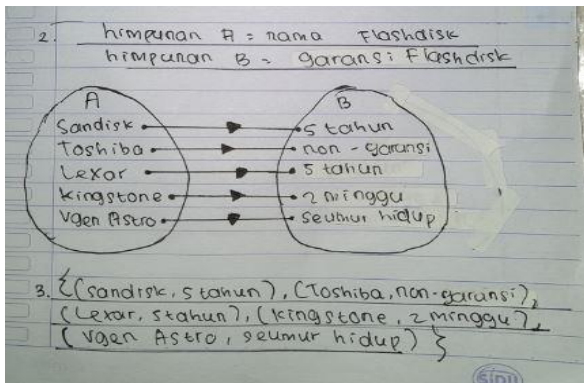 2. himpunan A = nama Flashdisk
himpunan B = garansi Flashdisk
A B
Sandisk 5 tahun
Toshiba non-garansi
Lexar 5 tahun
Kingstone 2 minggu
Vgen Astro seumur hidup
3. {(Sandisk, 5 tahun), (Toshiba, non-garansi),
(Lexar, 5 tahun), (Kingstone, 2 minggu),
(Vgen Astro, seumur hidup)}
SIDU